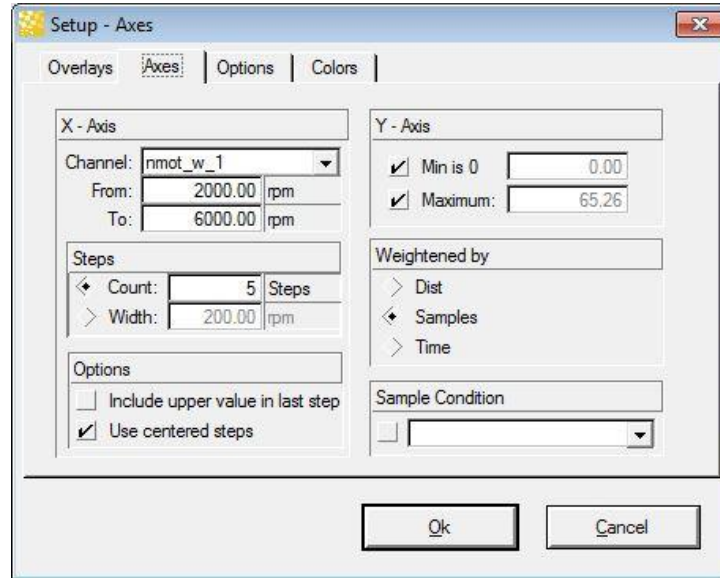 Setup - Axes
Overlays Axes Options Colors
X - Axis
Channel: nmot_w_1
From: 2000.00 rpm
To: 6000.00 rpm
Steps
Count: 5 Steps
Width: 200.00 rpm
Options
Include upper value in last step
Use centered steps
Y - Axis
Min is 0 0.00
Maximum: 65.26
Weightened by
Dist
Samples
Time
Sample Condition
Ok Cancel